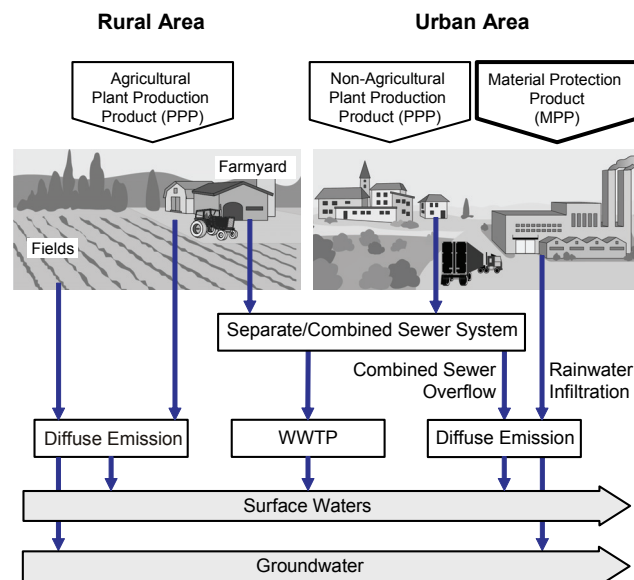 Rural Area
Urban Area
Agricultural
Plant Production
Product (PPP)
Non-Agricultural
Plant Production
Product (PPP)
Material Protection
Product
(MPP)
Farmyard
Fields
Separate/Combined Sewer System
Combined Sewer
Overflow
Rainwater
Infiltration
Diffuse Emission
WWTP
Diffuse Emission
Surface Waters
Groundwater